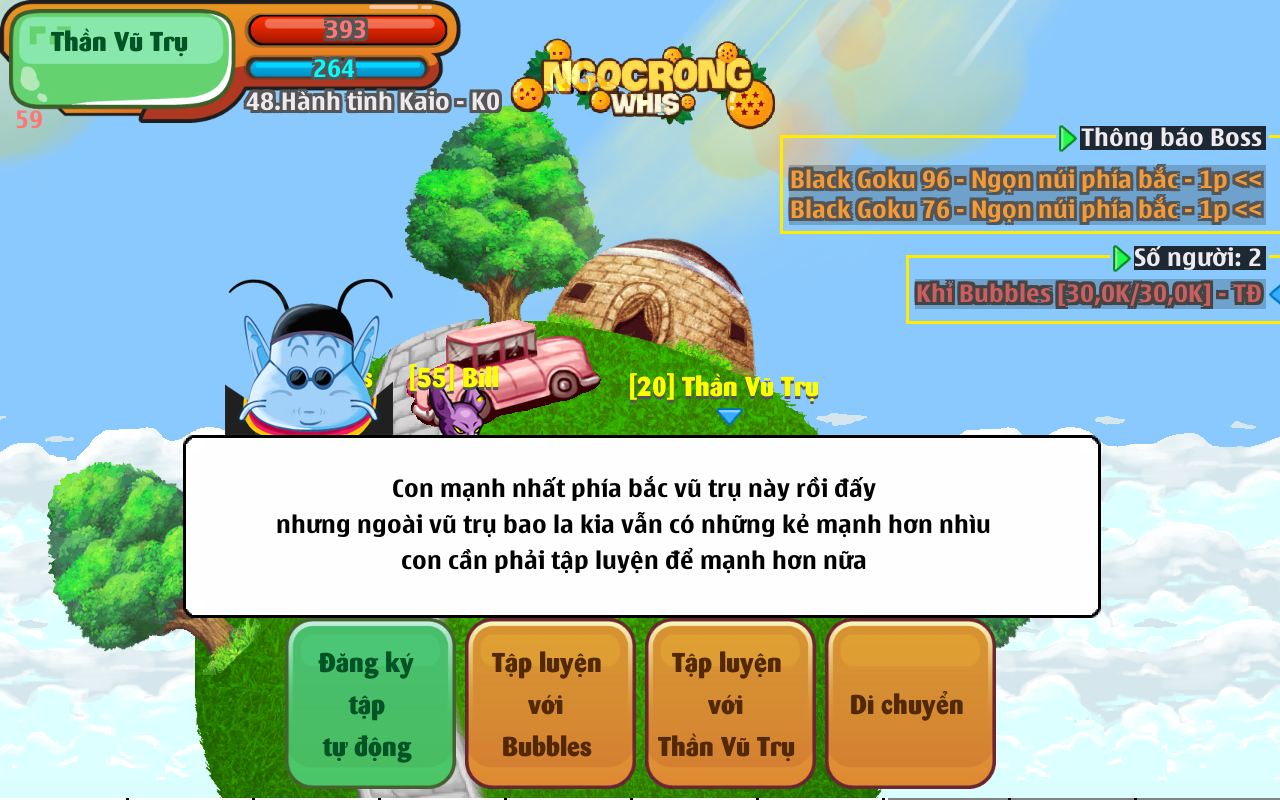 Thần Vũ Trụ
393
264
48.Hành tinh Kaio - K0
59
NGOCRONG
WHIS
Thông báo Boss
Black Goku 96 - Ngọn núi phía bắc - 1p <<
Black Goku 76 - Ngọn núi phía bắc - 1p <<
Số người: 2
Khỉ Bubbles [30,0K/30,0K] - TĐ
[55] Bill
[20] Thần Vũ Trụ
Con mạnh nhất phía bắc vũ trụ này rồi đấy
nhưng ngoài vũ trụ bao la kia vẫn có những kẻ mạnh hơn nhìu
con cần phải tập luyện để mạnh hơn nữa
Đăng ký
tập
tự động
Tập luyện
với
Bubbles
Tập luyện
với
Thần Vũ Trụ
Di chuyển